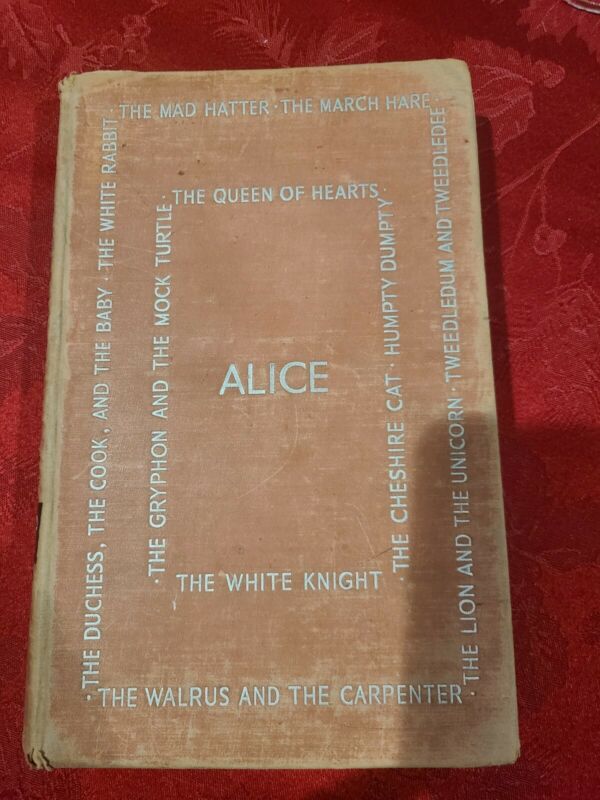 · THE MAD HATTER · THE MARCH HARE ·
TWEEDLEDUM AND TWEEDLEDEE
· THE LION AND THE UNICORN ·
· THE WALRUS AND THE CARPENTER ·
· THE DUCHESS, THE COOK, AND THE BABY · THE WHITE RABBIT
· THE QUEEN OF HEARTS ·
· THE CHESHIRE CAT · HUMPTY DUMPTY
THE WHITE KNIGHT
· THE GRYPHON AND THE MOCK TURTLE
ALICE